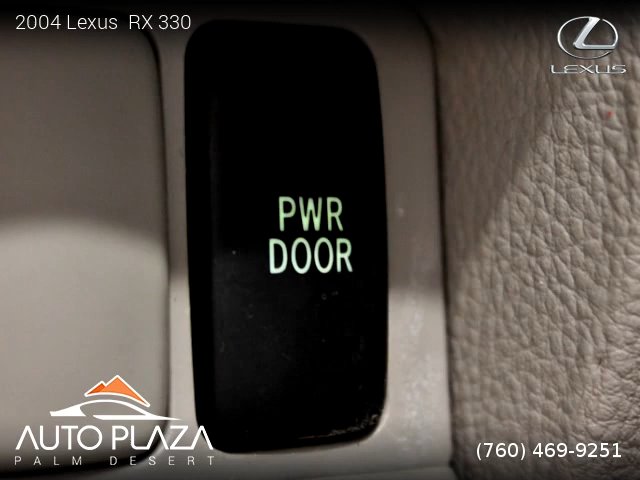 2004 Lexus RX 330
LEXUS
PWR
DOOR
AUTO PLAZA
PALM DESERT
(760) 469-9251